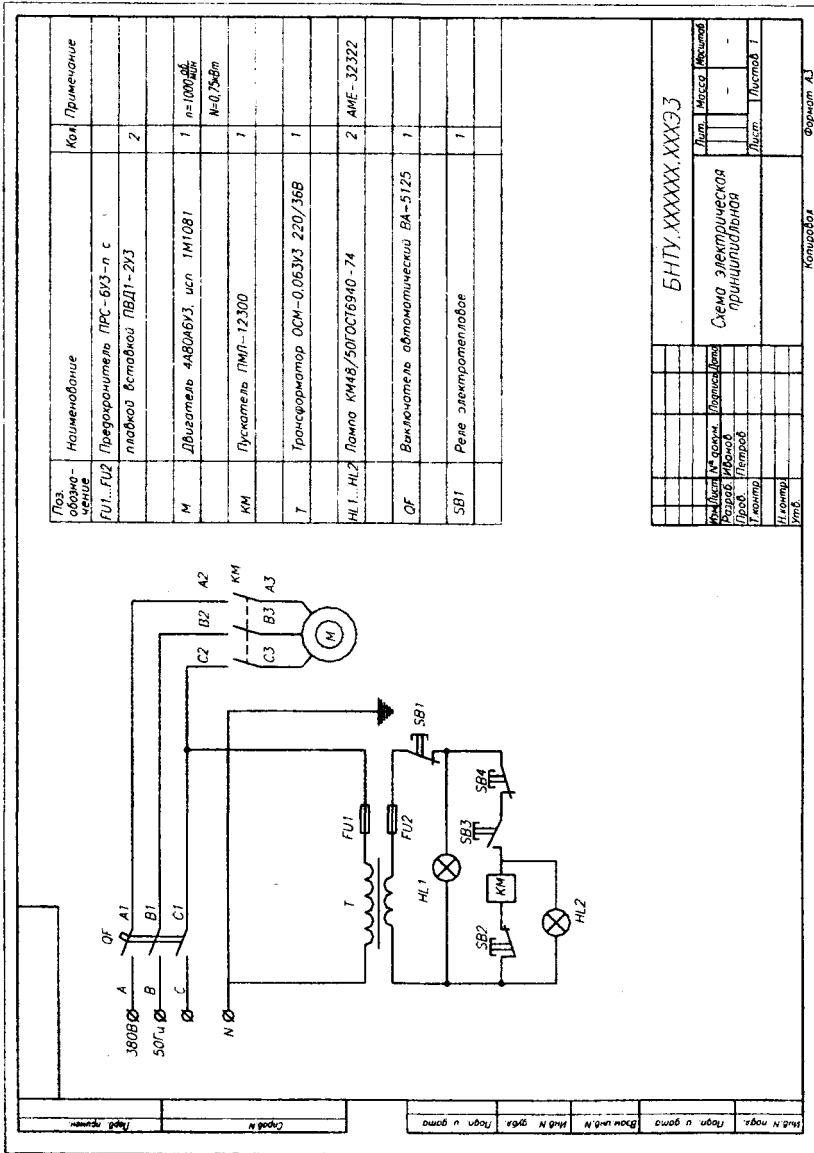 Поз. обозна- чение Наименование Кол. Примечание
FU1...FU2 Предохранитель ПРС-6У3-п с
плавкой вставкой ПВД1-2У3 2
М Двигатель 4А80А6У3, исп 1М1081 1 n=1000 об/мин
N=0,75кВт
КМ Пускатель ПМЛ-12300 1
Т Трансформатор ОСМ-0,063У3 220/36В 1
HL1...HL2 Лампа КМ48/50ГОСТ6940-74 2 АМЕ-32322
QF Выключатель автоматический ВА-5125 1
SB1 Реле электротепловое 1
380В A QF A1 A2 KM A3
50Гц B B1 B2 B3
C C1 C2 C3
N
M
T FU1
FU2
SB1
HL1
SB2 KM SB3 SB4
HL2
БНТУ.XXXXXX.XXXЭ3
Изм Лист № докум. Подпись Дата
Разраб. Иванов
Пров. Петров
Т.контр
Н.контр
Утв.
Схема электрическая
принципиальная
Лит. Масса Масштаб
- -
Лист Листов 1
Копировал Формат А3
Перв. примен.
Справ N
Подп. и дата
Инв N дубл.
Взам инв.N
Подп. и дата
Инв.N подл.